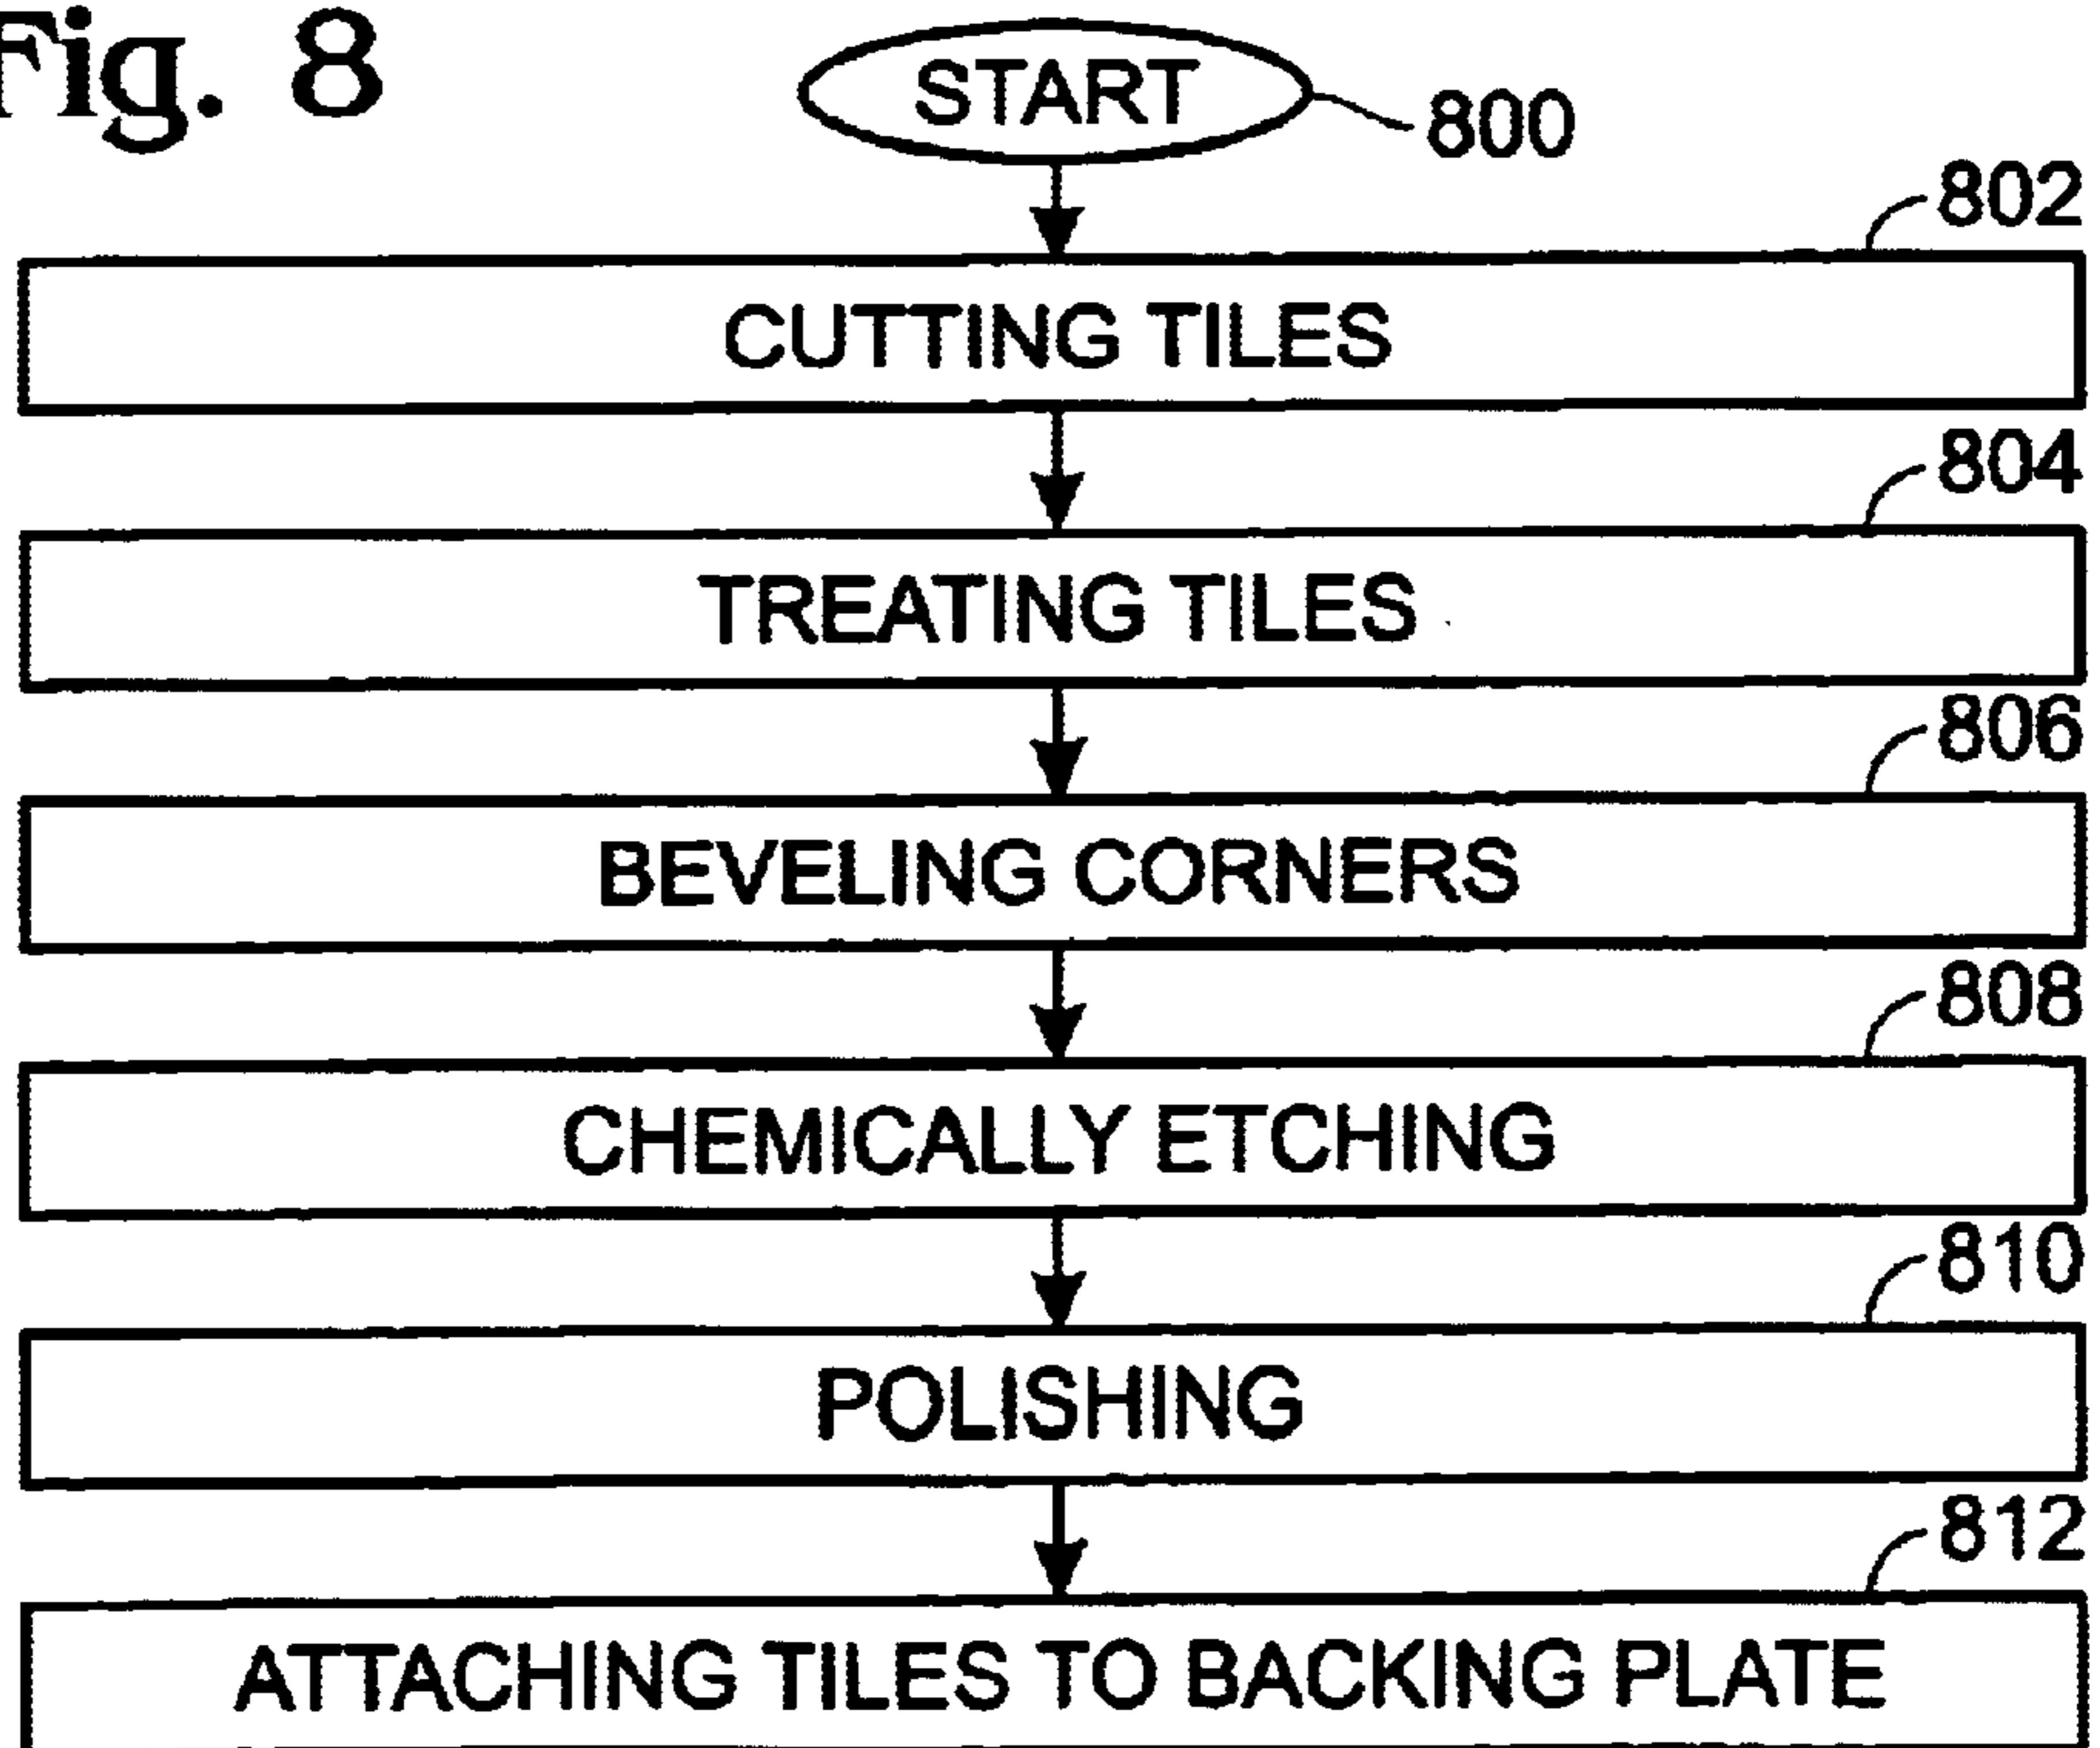 Fig. 8
START
800
802
CUTTING TILES
804
TREATING TILES
806
BEVELING CORNERS
808
CHEMICALLY ETCHING
810
POLISHING
812
ATTACHING TILES TO BACKING PLATE